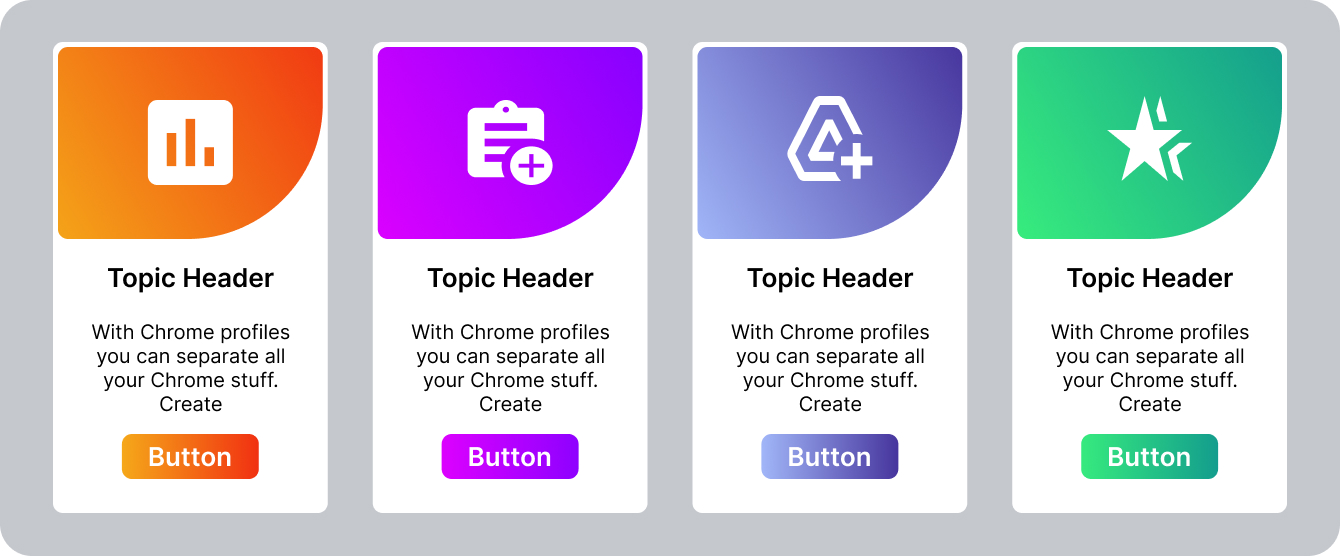 Topic Header
With Chrome profiles
you can separate all
your Chrome stuff.
Create
Button
Topic Header
With Chrome profiles
you can separate all
your Chrome stuff.
Create
Button
Topic Header
With Chrome profiles
you can separate all
your Chrome stuff.
Create
Button
Topic Header
With Chrome profiles
you can separate all
your Chrome stuff.
Create
Button